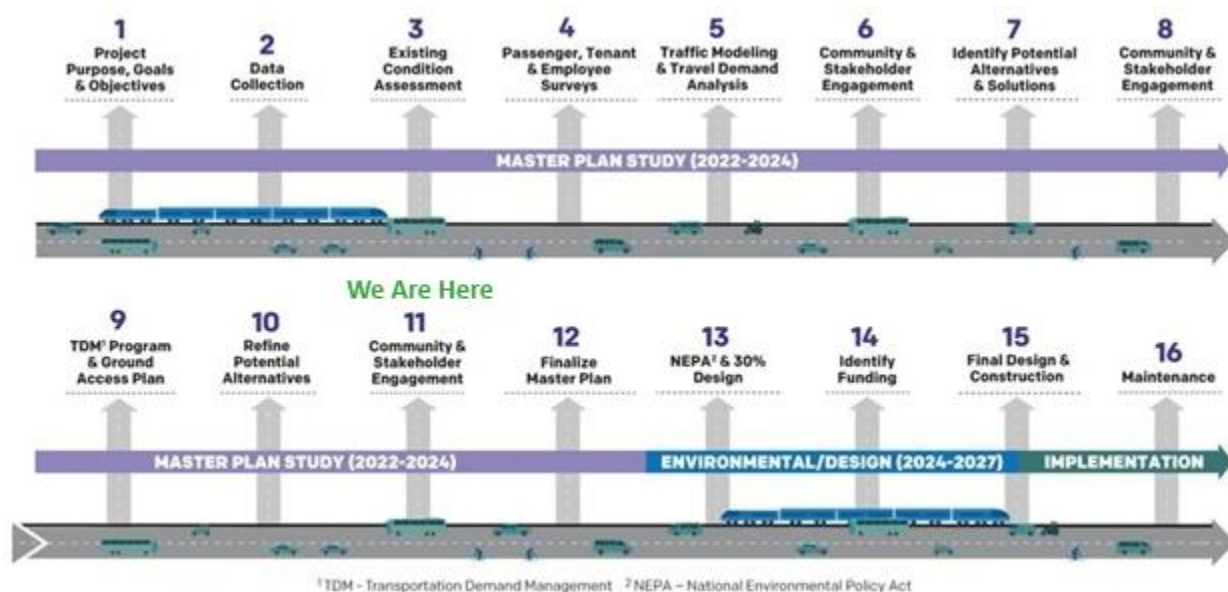 1
Project
Purpose, Goals
& Objectives
2
Data
Collection
3
Existing
Condition
Assessment
4
Passenger, Tenant
& Employee
Surveys
5
Traffic Modeling
& Travel Demand
Analysis
6
Community &
Stakeholder
Engagement
7
Identify Potential
Alternatives
& Solutions
8
Community &
Stakeholder
Engagement
MASTER PLAN STUDY (2022-2024)
We Are Here
9
TDM¹ Program
& Ground
Access Plan
10
Refine
Potential
Alternatives
11
Community &
Stakeholder
Engagement
12
Finalize
Master Plan
13
NEPA² & 30%
Design
14
Identify
Funding
15
Final Design &
Construction
16
Maintenance
MASTER PLAN STUDY (2022-2024)
ENVIRONMENTAL/DESIGN (2024-2027)
IMPLEMENTATION
¹ TDM - Transportation Demand Management ² NEPA – National Environmental Policy Act